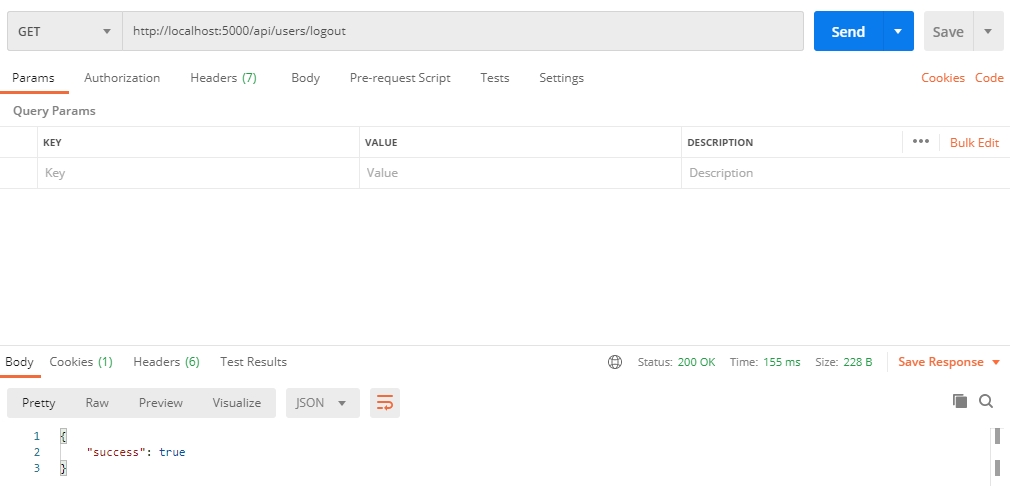 GET http://localhost:5000/api/users/logout Send Save
Params Authorization Headers (7) Body Pre-request Script Tests Settings Cookies Code
Query Params
KEY VALUE DESCRIPTION ••• Bulk Edit
Key Value Description
Body Cookies (1) Headers (6) Test Results Status: 200 OK Time: 155 ms Size: 228 B Save Response
Pretty Raw Preview Visualize JSON
1 {
2 "success": true
3 }